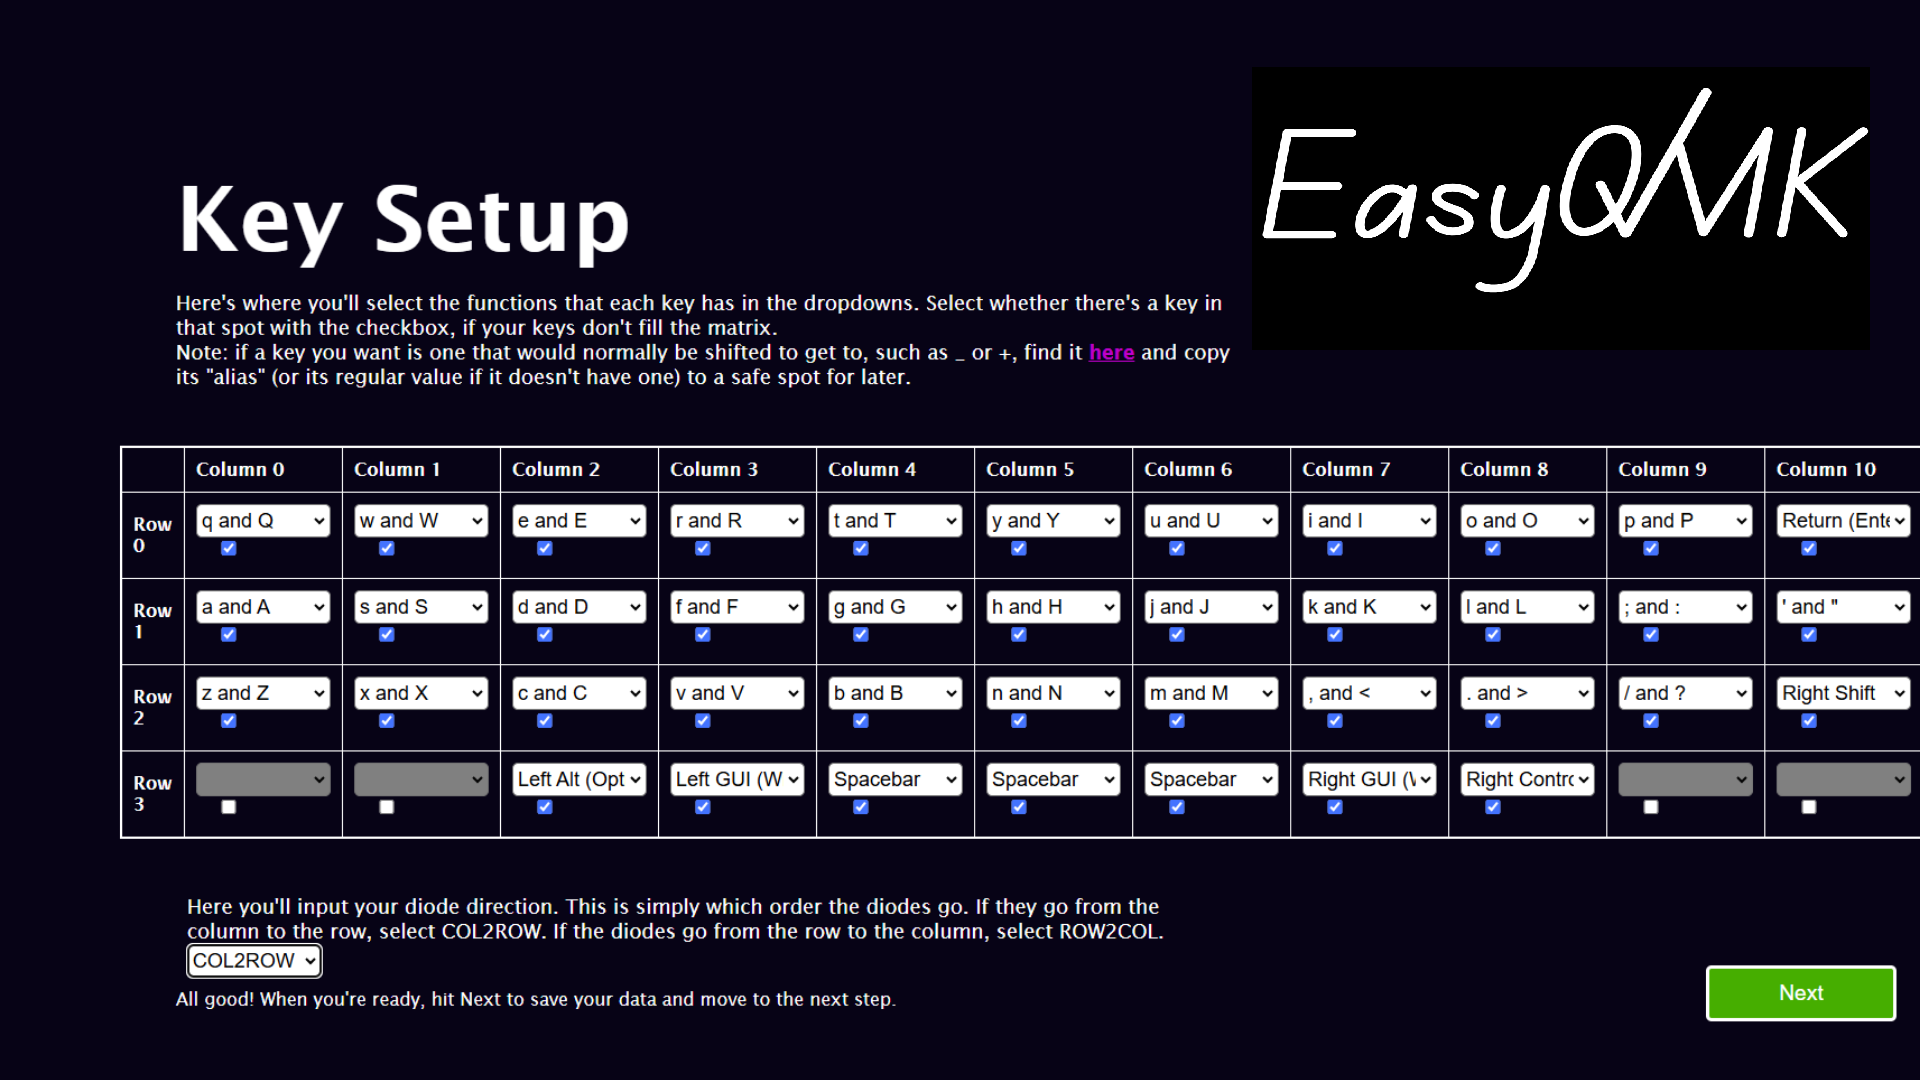 EasyQMK
Key Setup
Here's where you'll select the functions that each key has in the dropdowns. Select whether there's a key in
that spot with the checkbox, if your keys don't fill the matrix.
Note: if a key you want is one that would normally be shifted to get to, such as _ or +, find it here and copy
its "alias" (or its regular value if it doesn't have one) to a safe spot for later.
Column 0 Column 1 Column 2 Column 3 Column 4 Column 5 Column 6 Column 7 Column 8 Column 9 Column 10
Row 0 q and Q w and W e and E r and R t and T y and Y u and U i and I o and O p and P Return (Ente
Row 1 a and A s and S d and D f and F g and G h and H j and J k and K l and L ; and : ' and "
Row 2 z and Z x and X c and C v and V b and B n and N m and M , and < . and > / and ? Right Shift
Row 3 Left Alt (Opt Left GUI (W Spacebar Spacebar Spacebar Right GUI (\ Right Contro
Here you'll input your diode direction. This is simply which order the diodes go. If they go from the
column to the row, select COL2ROW. If the diodes go from the row to the column, select ROW2COL.
COL2ROW
All good! When you're ready, hit Next to save your data and move to the next step.
Next